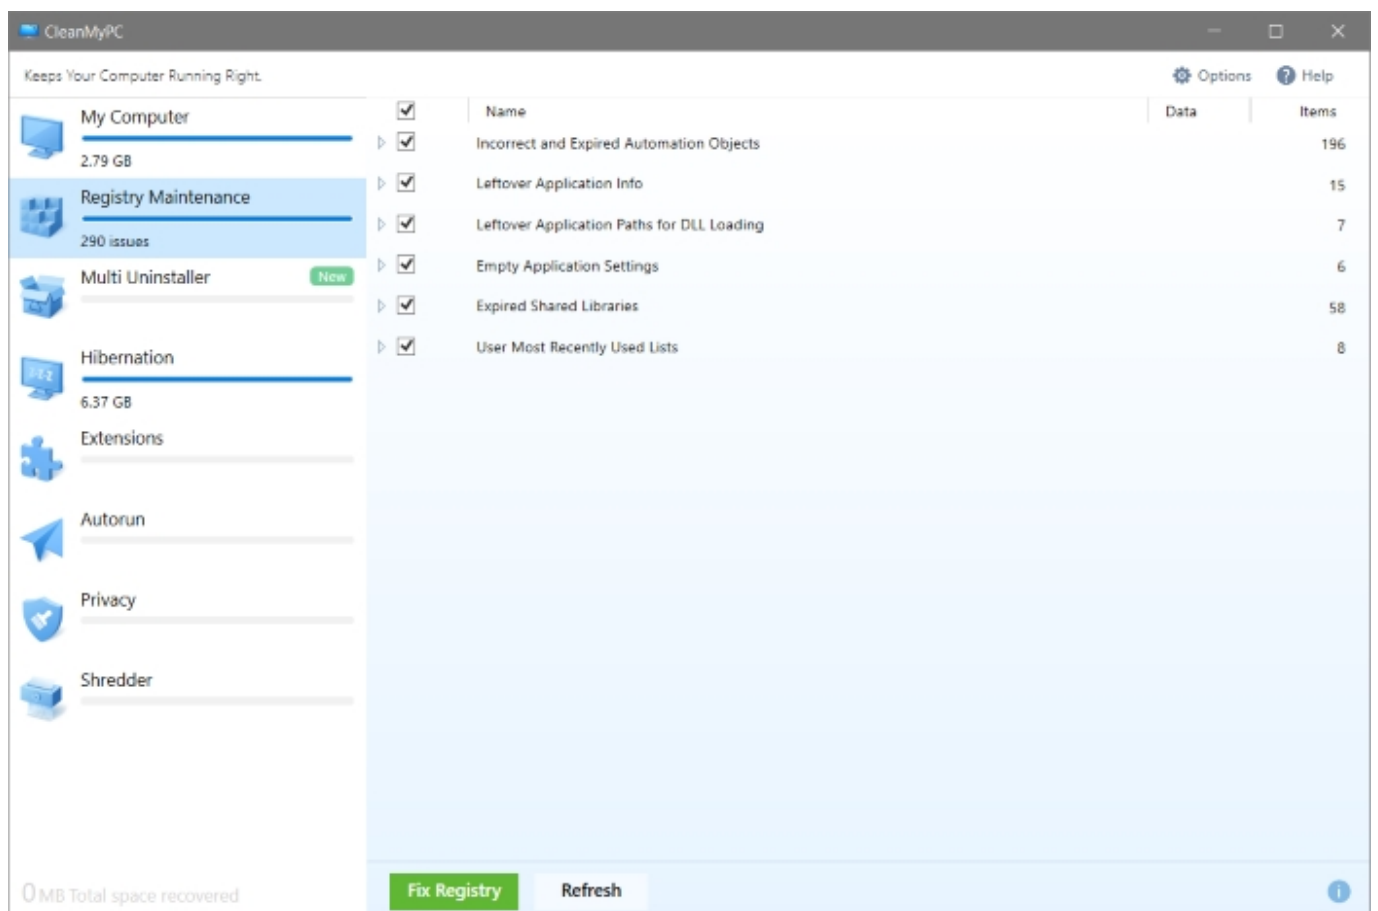 CleanMyPC
Keeps Your Computer Running Right.
Options
Help
My Computer
2.79 GB
Registry Maintenance
290 issues
Multi Uninstaller
New
Hibernation
6.37 GB
Extensions
Autorun
Privacy
Shredder
0 MB Total space recovered
Name Data Items
Incorrect and Expired Automation Objects 196
Leftover Application Info 15
Leftover Application Paths for DLL Loading 7
Empty Application Settings 6
Expired Shared Libraries 58
User Most Recently Used Lists 8
Fix Registry
Refresh